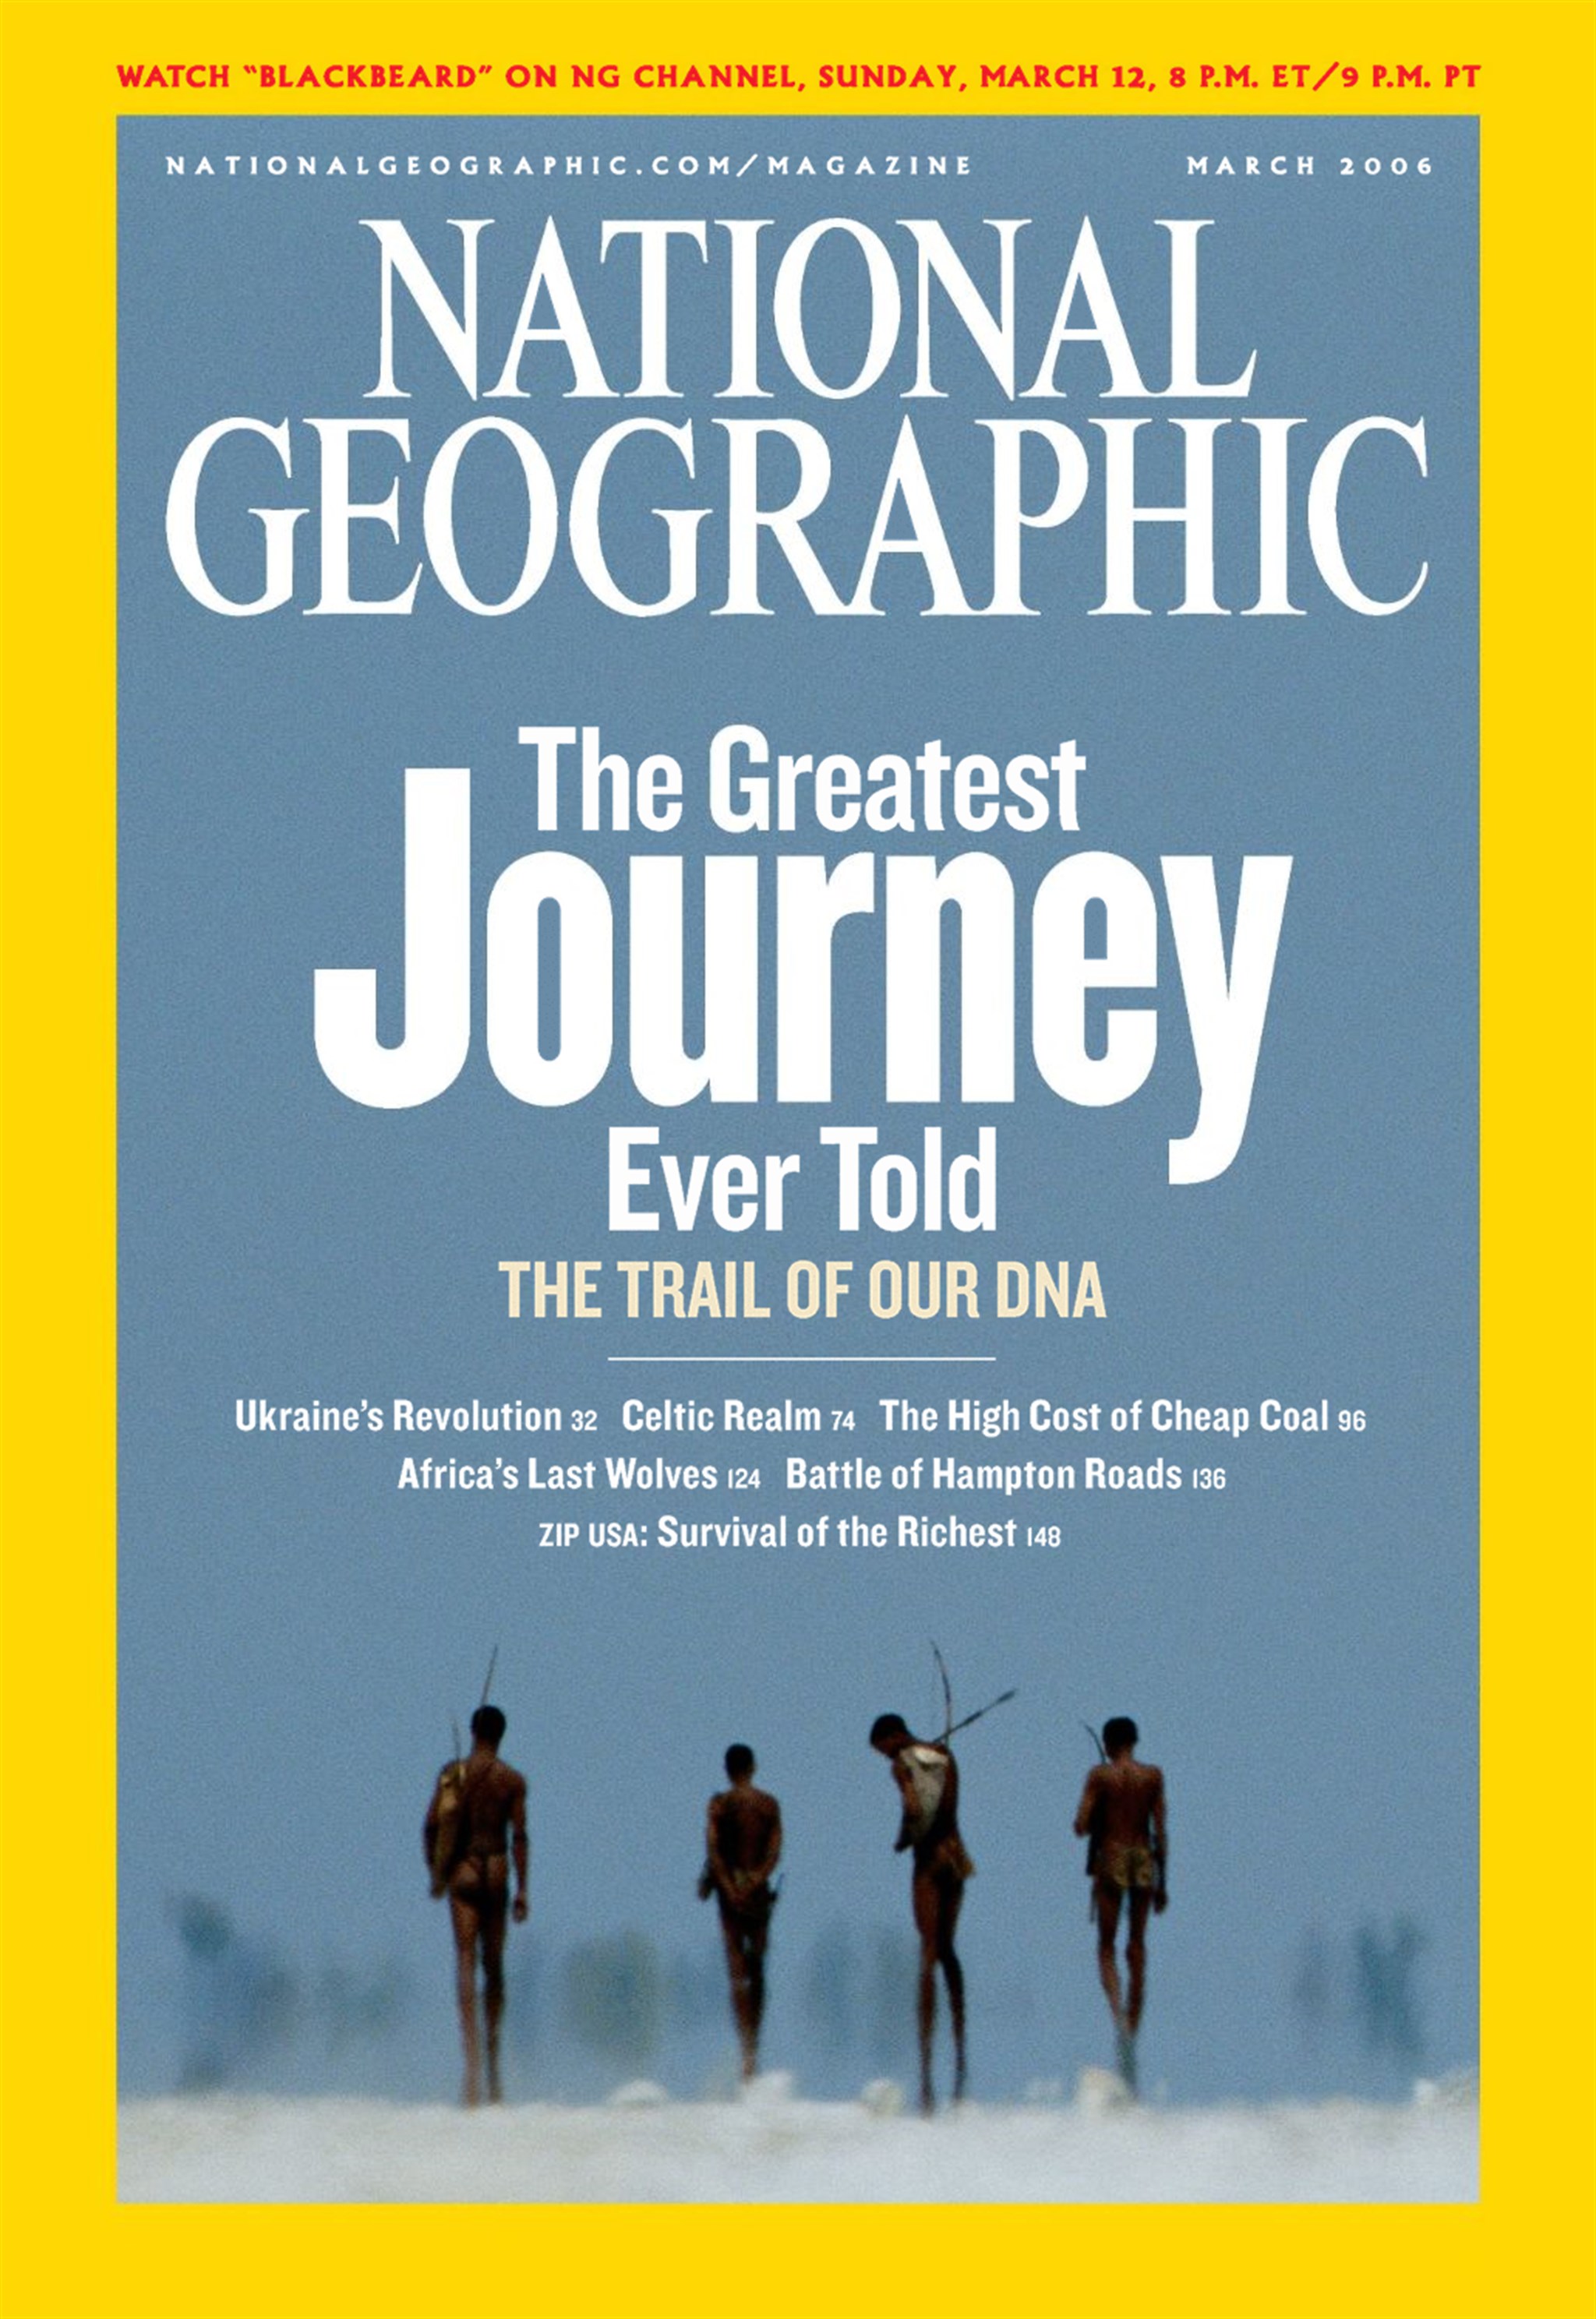 WATCH “BLACKBEARD” ON NG CHANNEL, SUNDAY, MARCH 12, 8 P.M. ET/9 P.M. PT
NATIONALGEOGRAPHIC.COM/MAGAZINE MARCH 2006
NATIONAL
GEOGRAPHIC
The Greatest
Journey
Ever Told
THE TRAIL OF OUR DNA
Ukraine’s Revolution 32 Celtic Realm 74 The High Cost of Cheap Coal 96
Africa’s Last Wolves 124 Battle of Hampton Roads 136
ZIP USA: Survival of the Richest 148